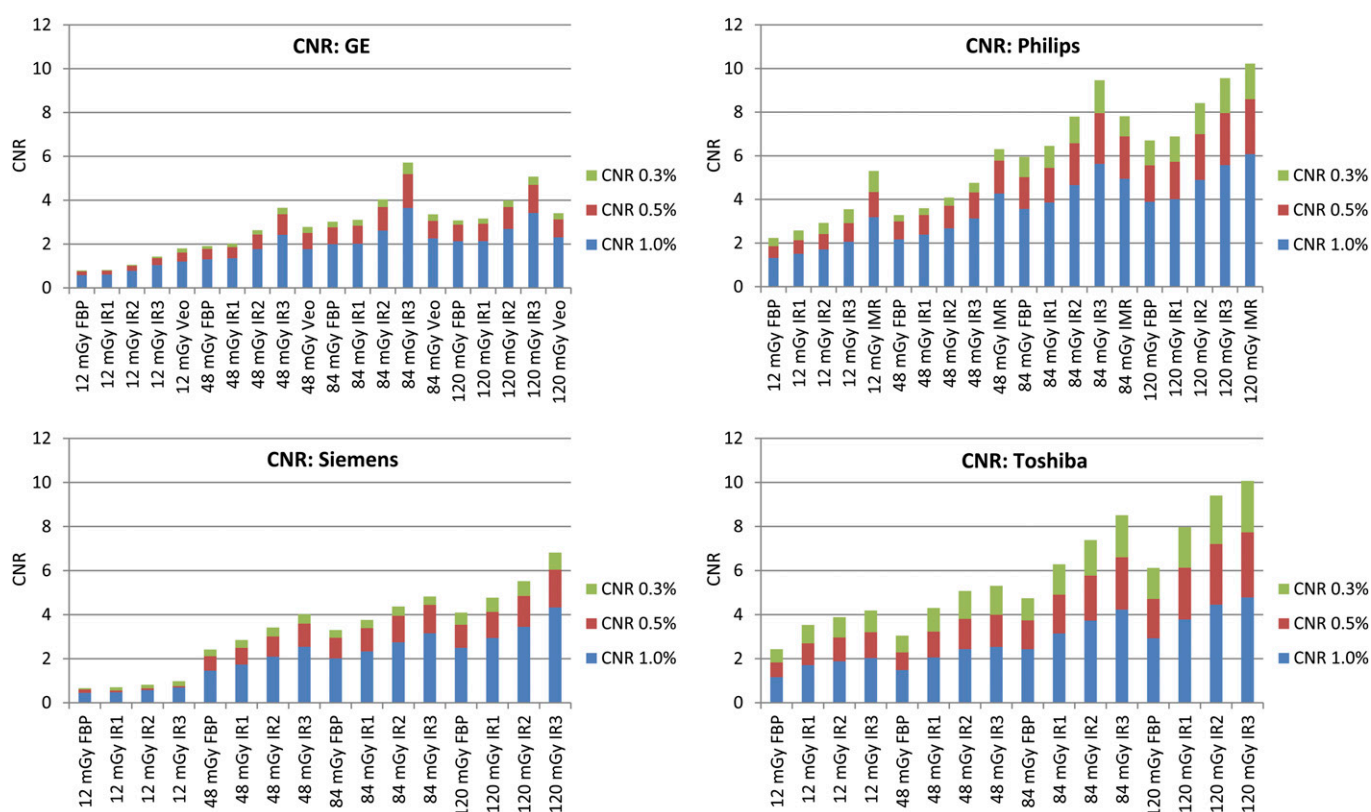 CNR: GE
CNR
12
10
8
6
4
2
0
12 mGy FBP
12 mGy IR1
12 mGy IR2
12 mGy IR3
12 mGy Veo
48 mGy FBP
48 mGy IR1
48 mGy IR2
48 mGy IR3
48 mGy Veo
84 mGy FBP
84 mGy IR1
84 mGy IR2
84 mGy IR3
84 mGy Veo
120 mGy FBP
120 mGy IR1
120 mGy IR2
120 mGy IR3
120 mGy Veo
CNR 0.3%
CNR 0.5%
CNR 1.0%
CNR: Philips
12
10
8
6
4
2
0
12 mGy FBP
12 mGy IR1
12 mGy IR2
12 mGy IR3
12 mGy IMR
48 mGy FBP
48 mGy IR1
48 mGy IR2
48 mGy IR3
48 mGy IMR
84 mGy FBP
84 mGy IR1
84 mGy IR2
84 mGy IR3
84 mGy IMR
120 mGy FBP
120 mGy IR1
120 mGy IR2
120 mGy IR3
120 mGy IMR
CNR 0.3%
CNR 0.5%
CNR 1.0%
CNR: Siemens
CNR
12
10
8
6
4
2
0
12 mGy FBP
12 mGy IR1
12 mGy IR2
12 mGy IR3
48 mGy FBP
48 mGy IR1
48 mGy IR2
48 mGy IR3
84 mGy FBP
84 mGy IR1
84 mGy IR2
84 mGy IR3
120 mGy FBP
120 mGy IR1
120 mGy IR2
120 mGy IR3
CNR 0.3%
CNR 0.5%
CNR 1.0%
CNR: Toshiba
12
10
8
6
4
2
0
12 mGy FBP
12 mGy IR1
12 mGy IR2
12 mGy IR3
48 mGy FBP
48 mGy IR1
48 mGy IR2
48 mGy IR3
84 mGy FBP
84 mGy IR1
84 mGy IR2
84 mGy IR3
120 mGy FBP
120 mGy IR1
120 mGy IR2
120 mGy IR3
CNR 0.3%
CNR 0.5%
CNR 1.0%